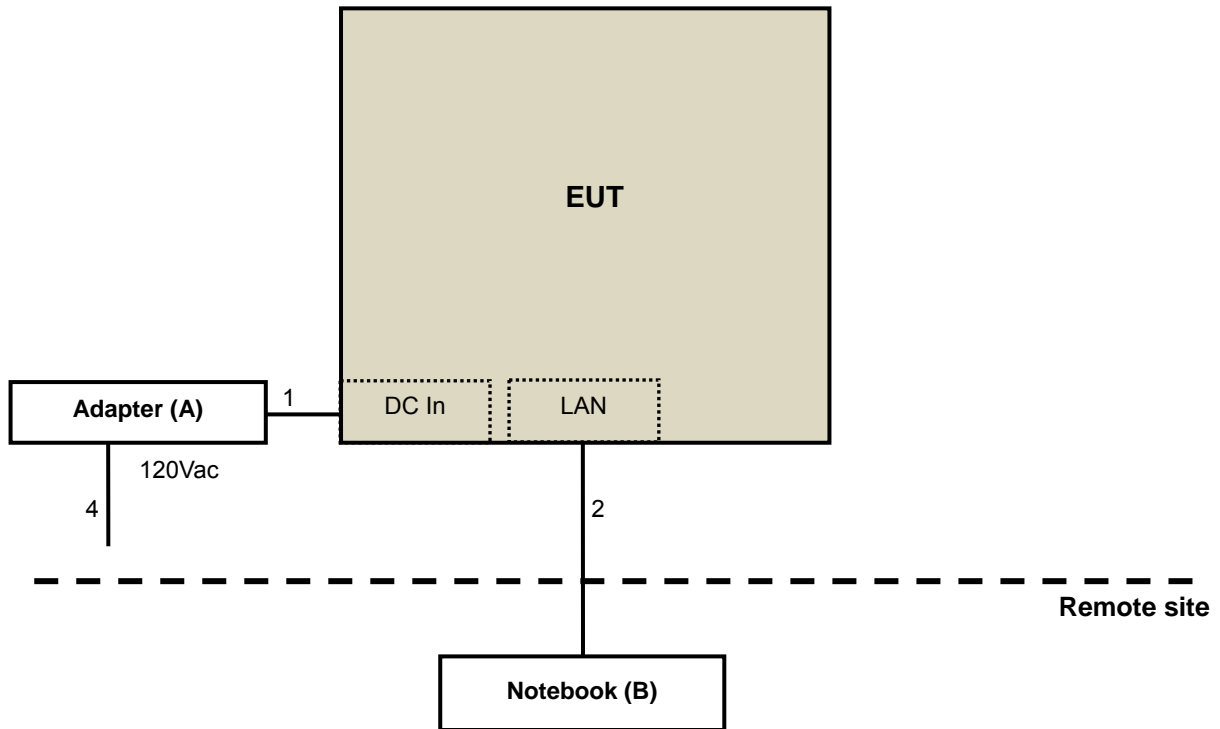 EUT
Adapter (A)
1
DC In
LAN
120Vac
4
2
Remote site
Notebook (B)